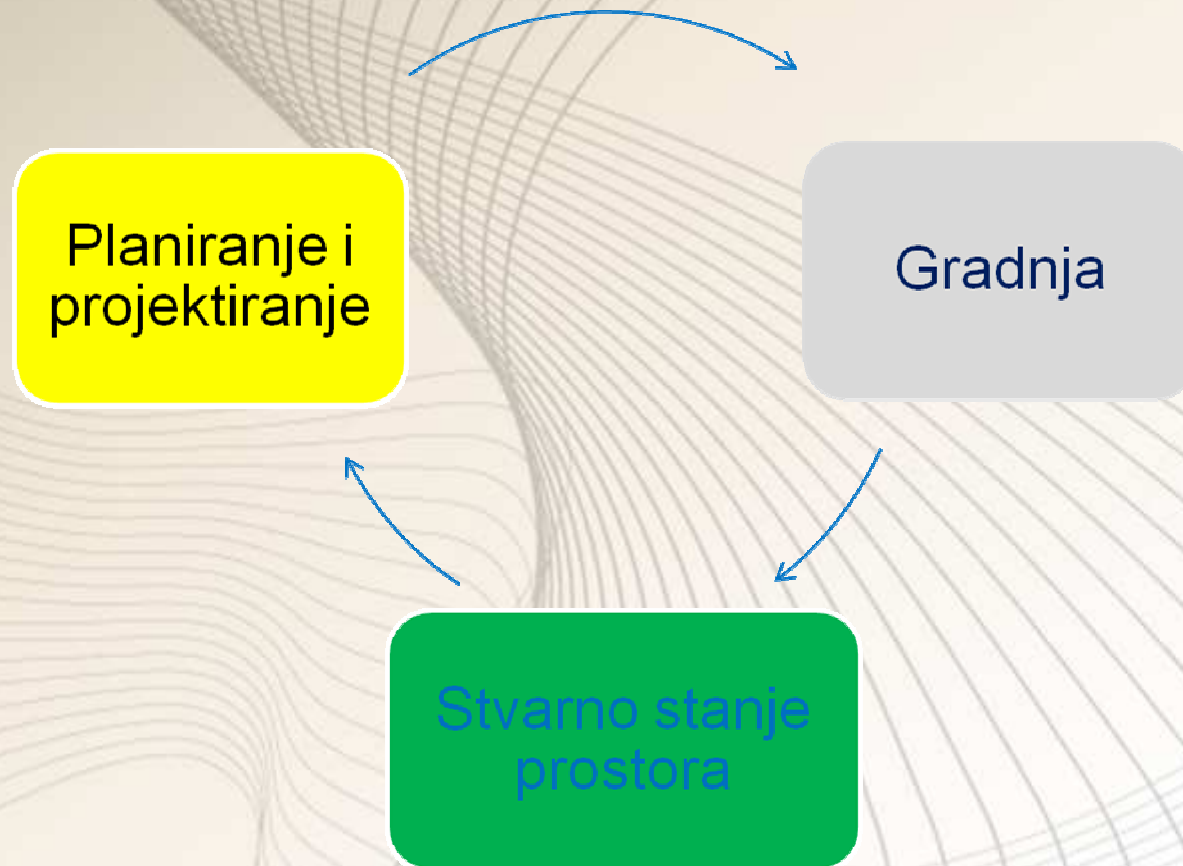 Planiranje i
projektiranje
Gradnja
Stvarno stanje
prostora